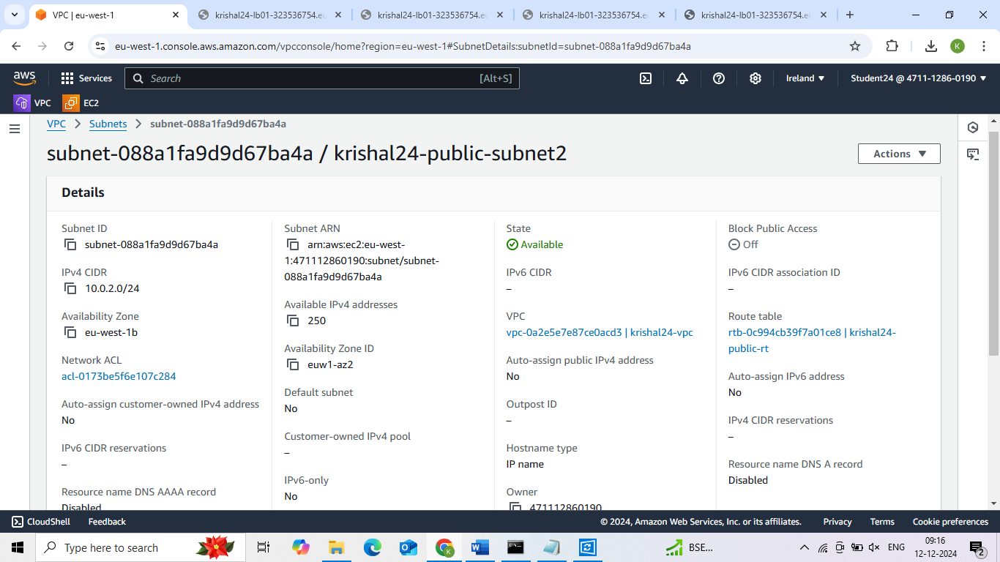 VPC | eu-west-1
krishal24-lb01-323536754.eu
krishal24-lb01-323536754.eu
krishal24-lb01-323536754.eu
krishal24-lb01-323536754.eu
eu-west-1.console.aws.amazon.com/vpcconsole/home?region=eu-west-1#SubnetDetails:subnetId=subnet-088a1fa9d9d67ba4a
K
aws
Services
Search
[Alt+S]
Ireland
Student24 @ 4711-1286-0190
VPC
EC2
VPC
Subnets
subnet-088a1fa9d9d67ba4a
subnet-088a1fa9d9d67ba4a / krishal24-public-subnet2
Actions
Details
Subnet ID
subnet-088a1fa9d9d67ba4a
IPv4 CIDR
10.0.2.0/24
Availability Zone
eu-west-1b
Network ACL
acl-0173be5f6e107c284
Auto-assign customer-owned IPv4 address
No
IPv6 CIDR reservations
–
Resource name DNS AAAA record
Disabled
Subnet ARN
arn:aws:ec2:eu-west-
1:471112860190:subnet/subnet-
088a1fa9d9d67ba4a
Available IPv4 addresses
250
Availability Zone ID
euw1-az2
Default subnet
No
Customer-owned IPv4 pool
–
IPv6-only
No
State
Available
IPv6 CIDR
–
VPC
vpc-0a2e5e7e87ce0acd3 | krishal24-vpc
Auto-assign public IPv4 address
No
Outpost ID
–
Hostname type
IP name
Owner
471112860190
Block Public Access
Off
IPv6 CIDR association ID
–
Route table
rtb-0c994cb39f7a01ce8 | krishal24-
public-rt
Auto-assign IPv6 address
No
IPv4 CIDR reservations
–
Resource name DNS A record
Disabled
CloudShell
Feedback
© 2024, Amazon Web Services, Inc. or its affiliates.
Privacy
Terms
Cookie preferences
Type here to search
BSE...
ENG
09:16
12-12-2024
2